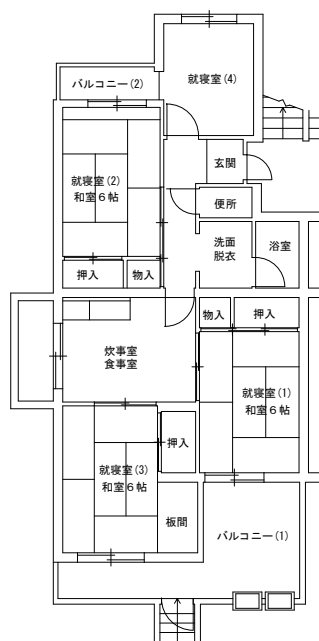 就寝室(4)
バルコニー(2)
玄関
就寝室(2)
和室６帖
便所
洗面
脱衣
浴室
押入
物入
物入
押入
炊事室
食事室
就寝室(1)
和室６帖
押入
就寝室(3)
和室６帖
板間
バルコニー(1)